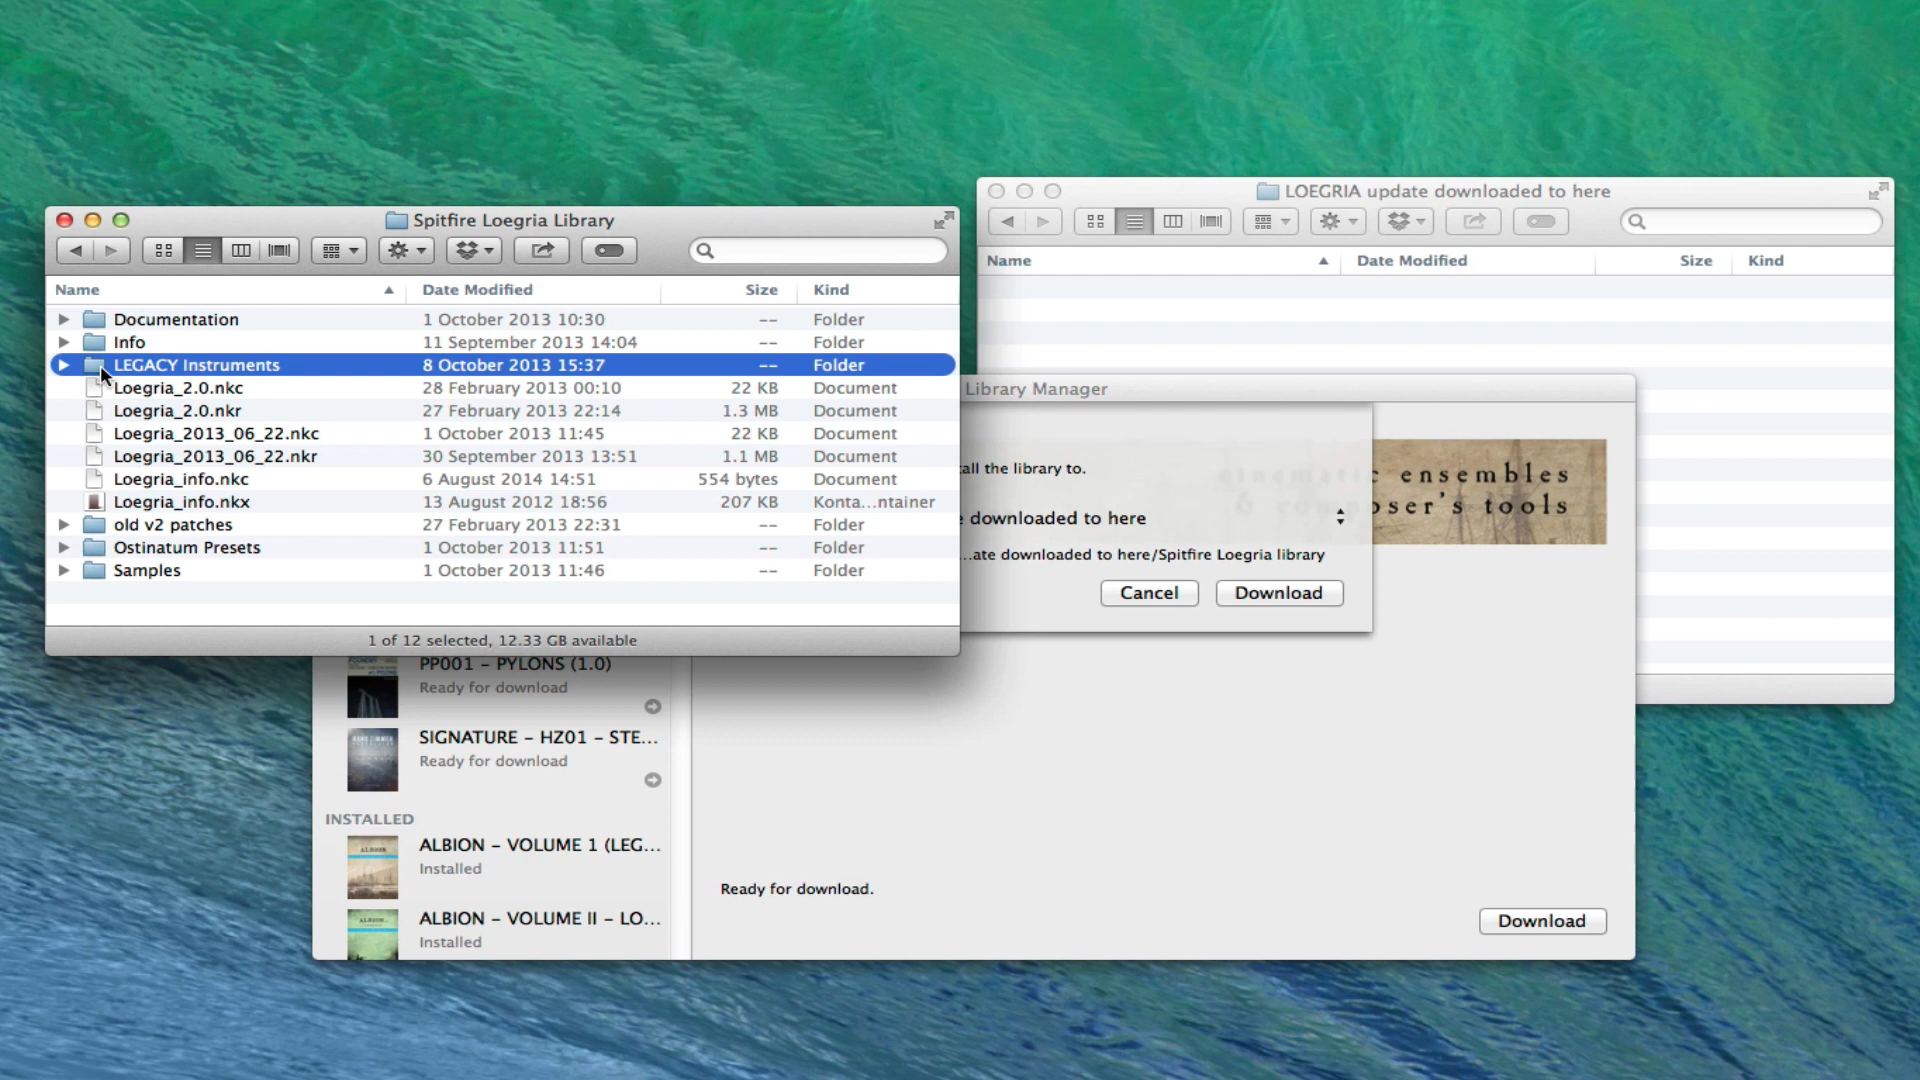 Spitfire Loegria Library
Name Date Modified Size Kind
Documentation 1 October 2013 10:30 -- Folder
Info 11 September 2013 14:04 -- Folder
LEGACY Instruments 8 October 2013 15:37 -- Folder
Loegria_2.0.nkc 28 February 2013 00:10 22 KB Document
Loegria_2.0.nkr 27 February 2013 22:14 1.3 MB Document
Loegria_2013_06_22.nkc 1 October 2013 11:45 22 KB Document
Loegria_2013_06_22.nkr 30 September 2013 13:51 1.1 MB Document
Loegria_info.nkc 6 August 2014 14:51 554 bytes Document
Loegria_info.nkx 13 August 2012 18:56 207 KB Konta...ntainer
old v2 patches 27 February 2013 22:31 -- Folder
Ostinatum Presets 1 October 2013 11:51 -- Folder
Samples 1 October 2013 11:46 -- Folder
1 of 12 selected, 12.33 GB available
LOEGRIA update downloaded to here
Name Date Modified Size Kind
Library Manager
all the library to.
downloaded to here
...ate downloaded to here/Spitfire Loegria library
Cancel Download
cinematic ensembles
& composer's tools
PP001 – PYLONS (1.0)
Ready for download
SIGNATURE – HZ01 – STE...
Ready for download
INSTALLED
ALBION – VOLUME 1 (LEG...
Installed
ALBION – VOLUME II – LO...
Installed
Ready for download.
Download